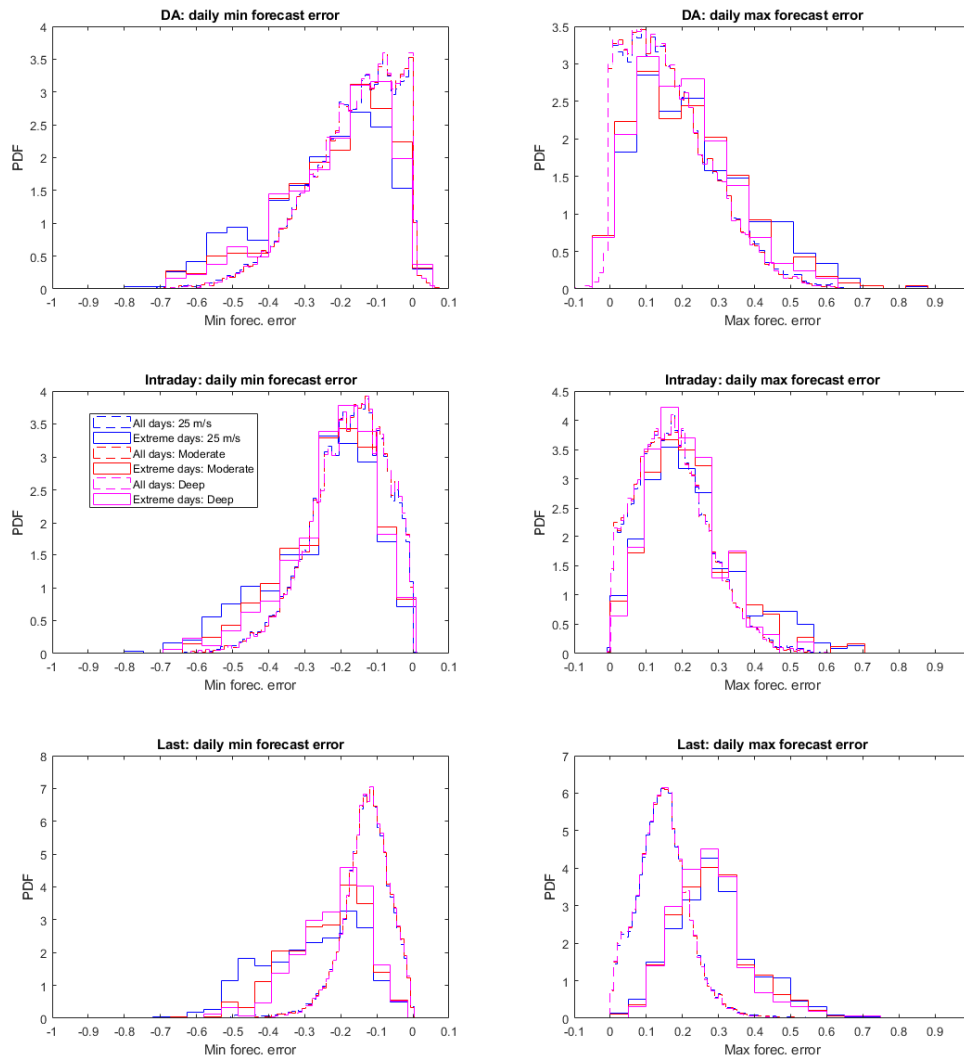 DA: daily min forecast error
4
3.5
3
2.5
2
1.5
1
0.5
0
PDF
-1 -0.9 -0.8 -0.7 -0.6 -0.5 -0.4 -0.3 -0.2 -0.1 0 0.1
Min forec. error
DA: daily max forecast error
3.5
3
2.5
2
1.5
1
0.5
0
PDF
-0.1 0 0.1 0.2 0.3 0.4 0.5 0.6 0.7 0.8 0.9
Max forec. error
Intraday: daily min forecast error
4
3.5
3
2.5
2
1.5
1
0.5
0
PDF
All days: 25 m/s
Extreme days: 25 m/s
All days: Moderate
Extreme days: Moderate
All days: Deep
Extreme days: Deep
-1 -0.9 -0.8 -0.7 -0.6 -0.5 -0.4 -0.3 -0.2 -0.1 0 0.1
Min forec. error
Intraday: daily max forecast error
4.5
4
3.5
3
2.5
2
1.5
1
0.5
0
PDF
-0.1 0 0.1 0.2 0.3 0.4 0.5 0.6 0.7 0.8 0.9
Max forec. error
Last: daily min forecast error
8
7
6
5
4
3
2
1
0
PDF
-1 -0.9 -0.8 -0.7 -0.6 -0.5 -0.4 -0.3 -0.2 -0.1 0 0.1
Min forec. error
Last: daily max forecast error
7
6
5
4
3
2
1
0
PDF
-0.1 0 0.1 0.2 0.3 0.4 0.5 0.6 0.7 0.8 0.9
Max forec. error